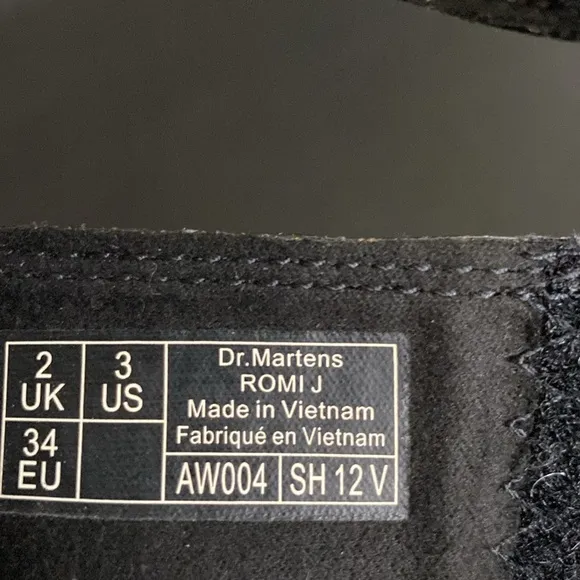 2
UK
3
US
34
EU
Dr.Martens
ROMI J
Made in Vietnam
Fabriqué en Vietnam
AW004 SH 12 V